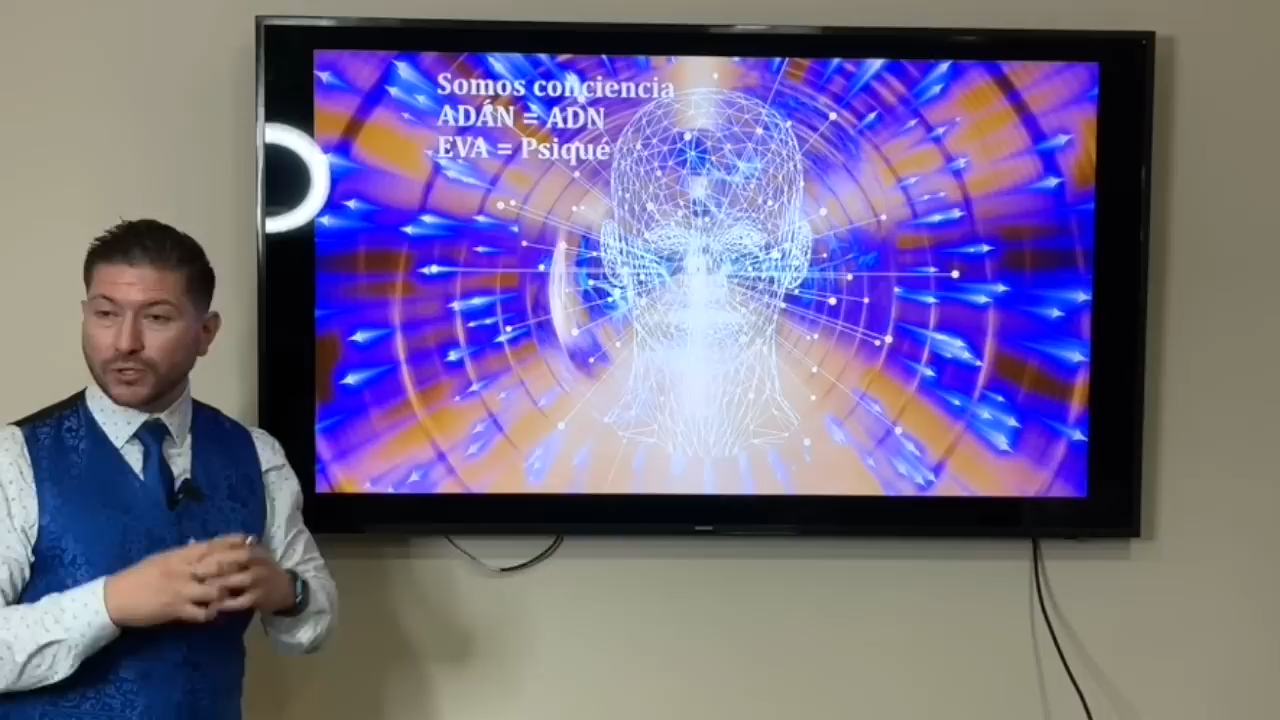 Somos conciencia
ADÁN = ADN
EVA = Psiqué